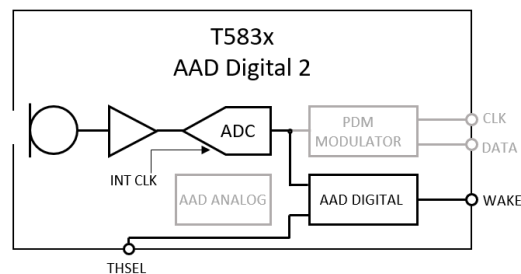 T583x
AAD Digital 2
ADC
PDM
MODULATOR
CLK
DATA
INT CLK
AAD ANALOG
AAD DIGITAL
WAKE
THSEL